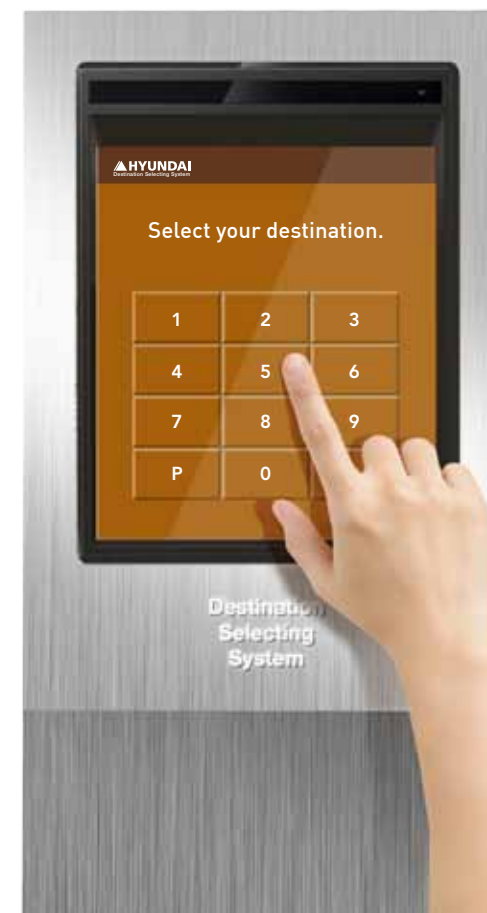 HYUNDAI
Destination Selecting System
Select your destination.
1 2 3
4 5 6
7 8 9
P 0
Destination
Selecting
System